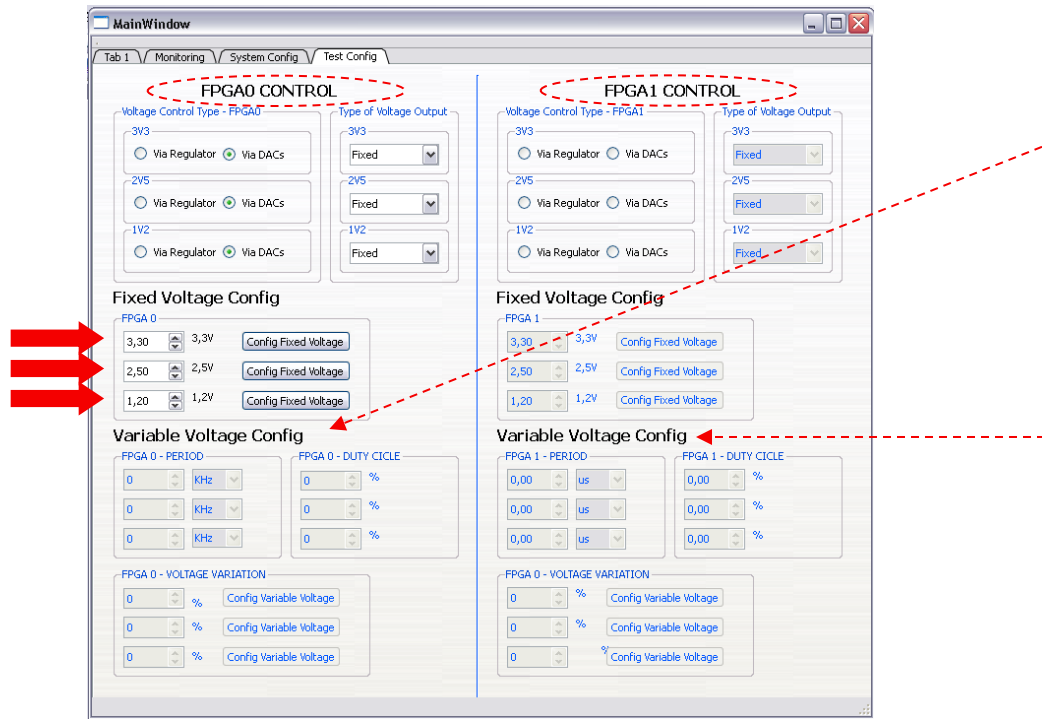 MainWindow
Tab 1 Monitoring System Config Test Config
FPGA0 CONTROL
Voltage Control Type - FPGA0 Type of Voltage Output
3V3 3V3
Via Regulator Via DACs Fixed
2V5 2V5
Via Regulator Via DACs Fixed
1V2 1V2
Via Regulator Via DACs Fixed
Fixed Voltage Config
FPGA 0
3,30 3,3V Config Fixed Voltage
2,50 2,5V Config Fixed Voltage
1,20 1,2V Config Fixed Voltage
Variable Voltage Config
FPGA 0 - PERIOD FPGA 0 - DUTY CICLE
0 KHz 0 %
0 KHz 0 %
0 KHz 0 %
FPGA 0 - VOLTAGE VARIATION
0 % Config Variable Voltage
0 % Config Variable Voltage
0 % Config Variable Voltage
FPGA1 CONTROL
Voltage Control Type - FPGA1 Type of Voltage Output
3V3 3V3
Via Regulator Via DACs Fixed
2V5 2V5
Via Regulator Via DACs Fixed
1V2 1V2
Via Regulator Via DACs Fixed
Fixed Voltage Config
FPGA 1
3,30 3,3V Config Fixed Voltage
2,50 2,5V Config Fixed Voltage
1,20 1,2V Config Fixed Voltage
Variable Voltage Config
FPGA 1 - PERIOD FPGA 1 - DUTY CICLE
0,00 us 0,00 %
0,00 us 0,00 %
0,00 us 0,00 %
FPGA 0 - VOLTAGE VARIATION
0 % Config Variable Voltage
0 % Config Variable Voltage
0 % Config Variable Voltage